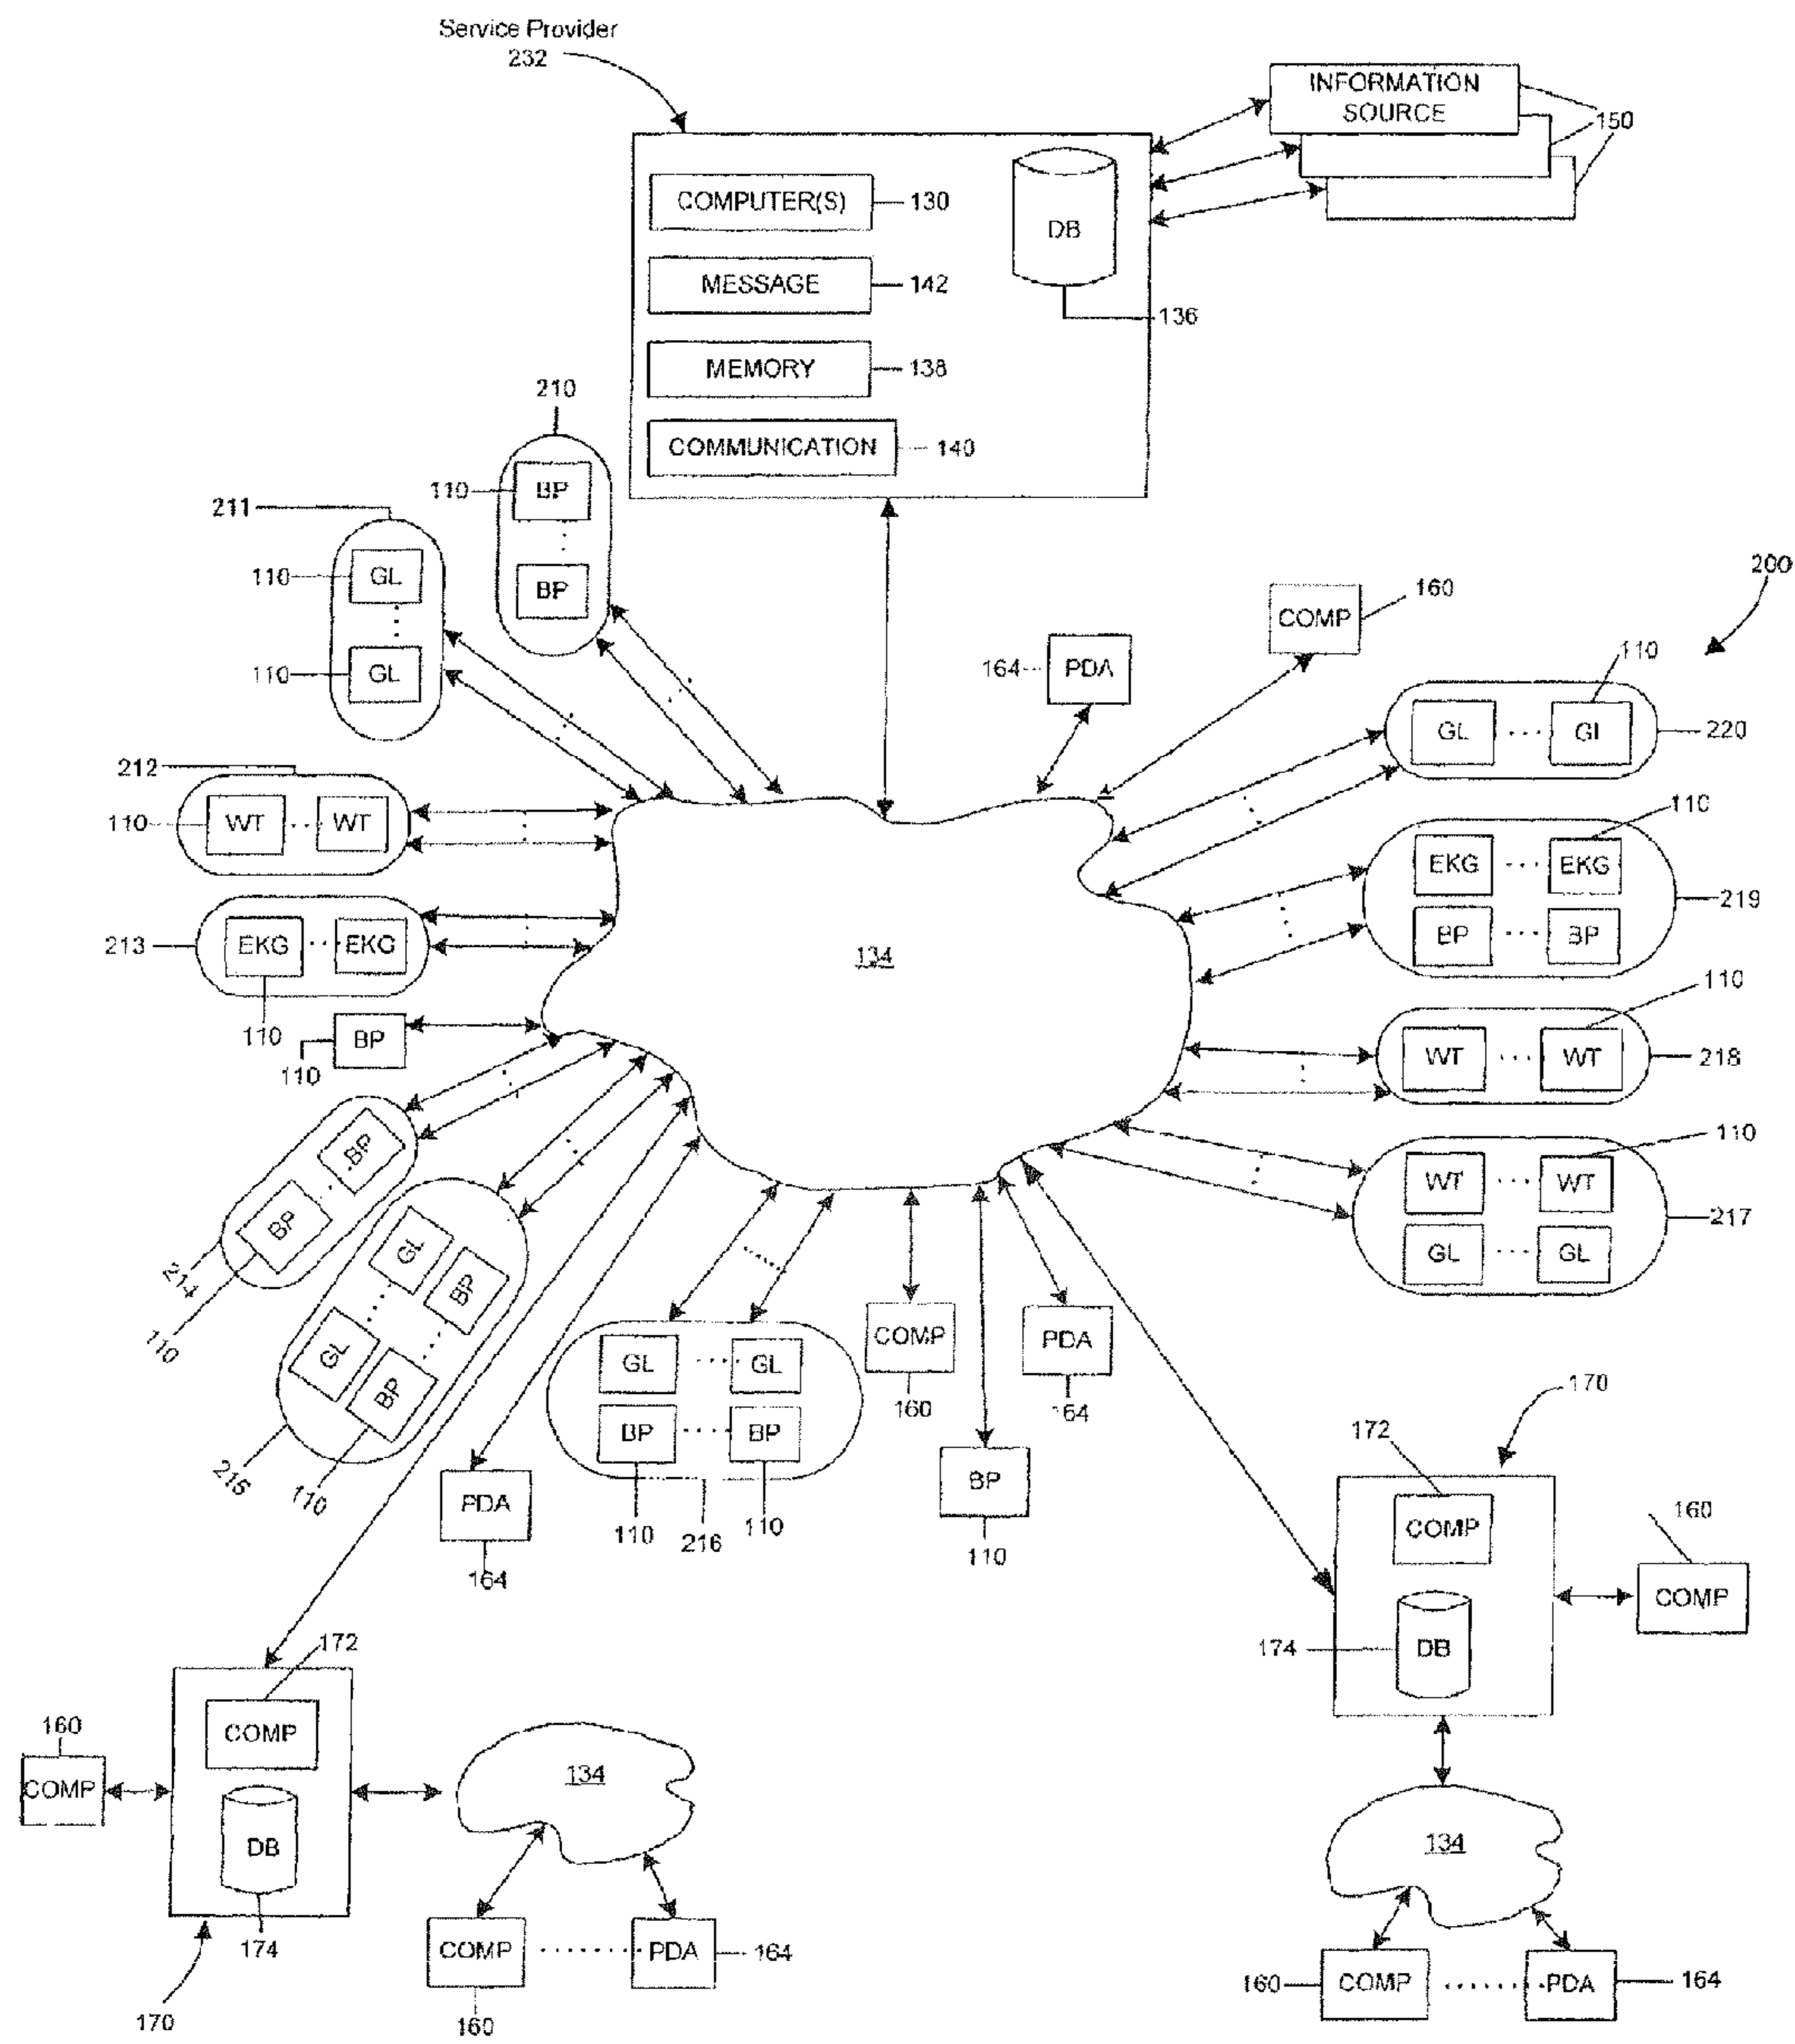 Service Provider
232
INFORMATION
SOURCE
150
COMPUTER(S)
130
DB
MESSAGE
142
136
MEMORY
138
COMMUNICATION
140
210
110
BP
BP
211
110
GL
110
GL
200
160
COMP
164
PDA
110
GL
GL
220
212
110
WT
WT
110
EKG
EKG
219
BP
BP
213
EKG
EKG
110
134
110
BP
110
WT
WT
218
110
WT
WT
217
GL
GL
BP
BP
214
110
GL
BP
GL
BP
216
110
GL
GL
BP
BP
110
216
110
COMP
160
PDA
164
BP
110
PDA
164
170
172
COMP
160
COMP
174
DB
172
COMP
160
COMP
DB
174
170
134
COMP
160
PDA
164
134
160
COMP
PDA
164